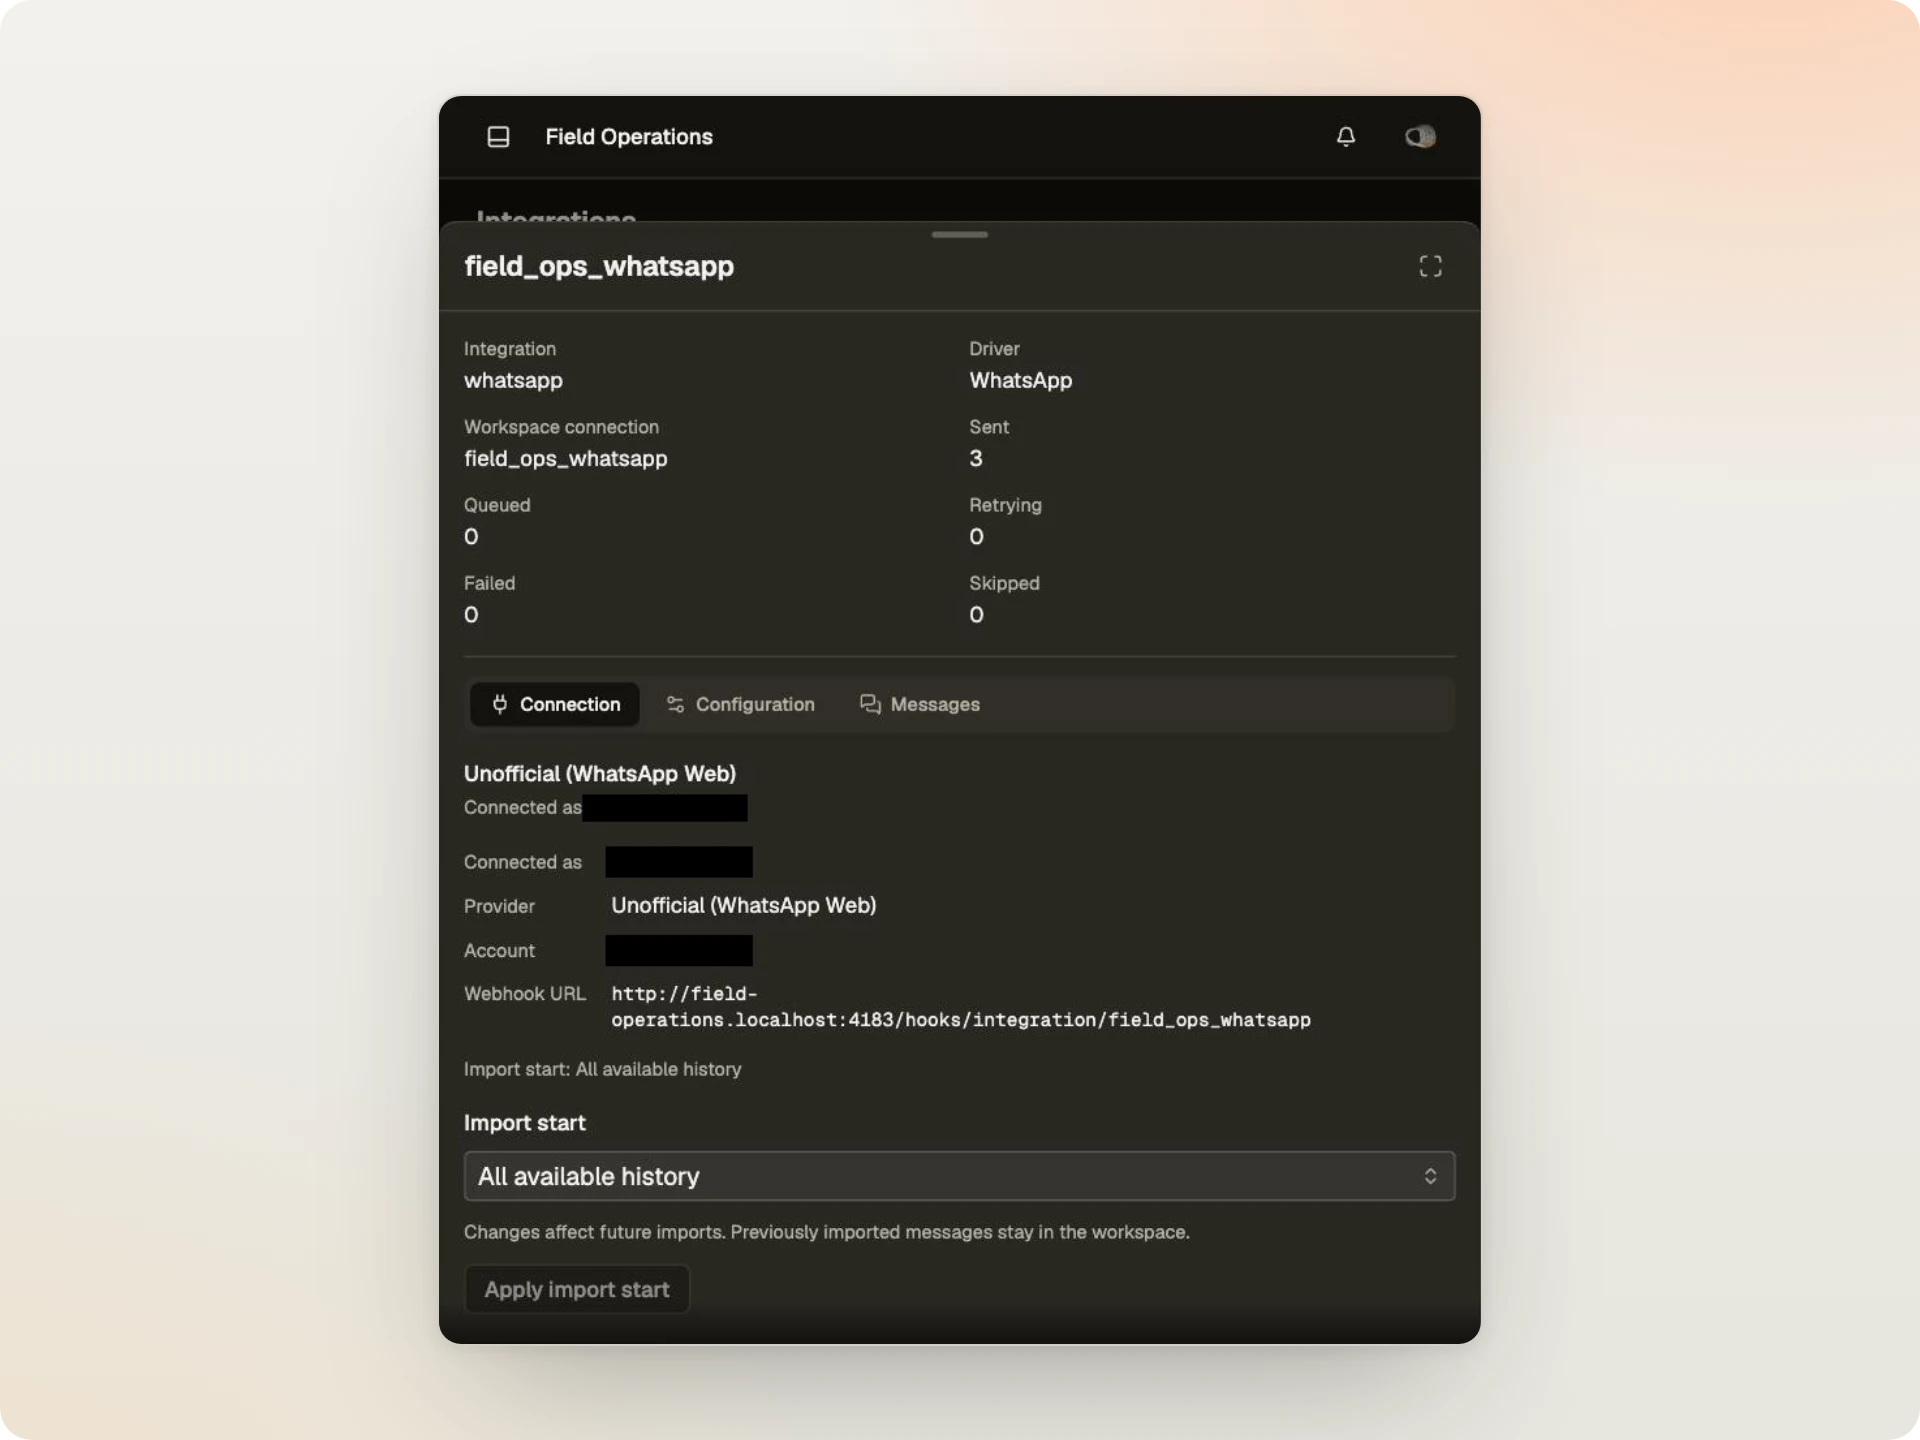 Field Operations
Integrations
field_ops_whatsapp
Integration
whatsapp
Driver
WhatsApp
Workspace connection
field_ops_whatsapp
Sent
3
Queued
0
Retrying
0
Failed
0
Skipped
0
Connection
Configuration
Messages
Unofficial (WhatsApp Web)
Connected as
Connected as
Provider
Unofficial (WhatsApp Web)
Account
Webhook URL
http://field-
operations.localhost:4183/hooks/integration/field_ops_whatsapp
Import start: All available history
Import start
All available history
Changes affect future imports. Previously imported messages stay in the workspace.
Apply import start